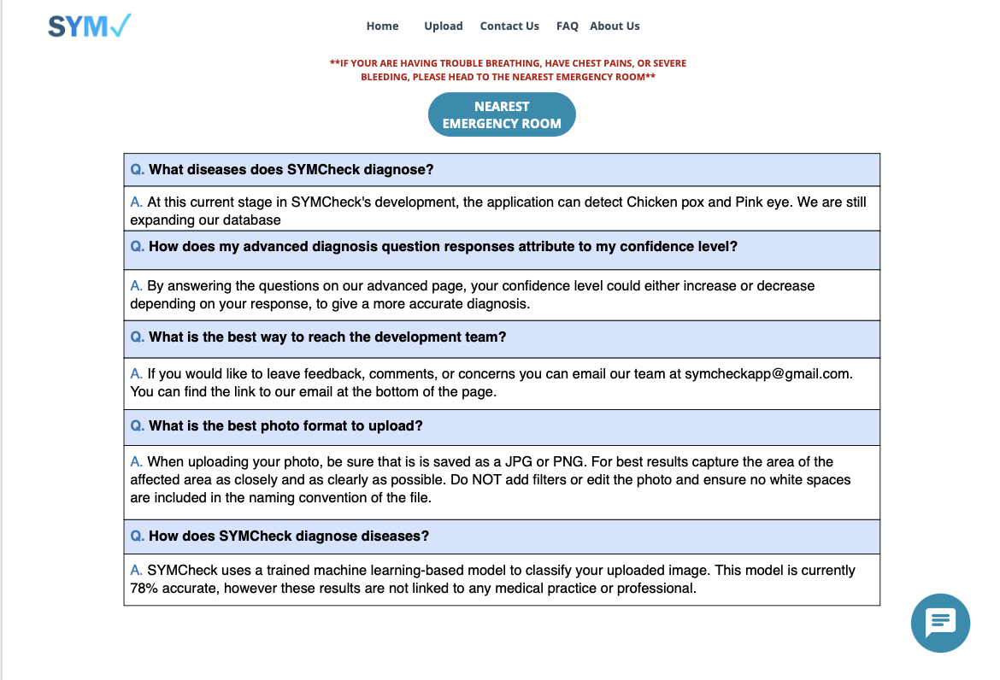 SYM✓
Home Upload Contact Us FAQ About Us
**IF YOUR ARE HAVING TROUBLE BREATHING, HAVE CHEST PAINS, OR SEVERE
BLEEDING, PLEASE HEAD TO THE NEAREST EMERGENCY ROOM**
NEAREST
EMERGENCY ROOM
Q. What diseases does SYMCheck diagnose?
A. At this current stage in SYMCheck's development, the application can detect Chicken pox and Pink eye. We are still
expanding our database
Q. How does my advanced diagnosis question responses attribute to my confidence level?
A. By answering the questions on our advanced page, your confidence level could either increase or decrease
depending on your response, to give a more accurate diagnosis.
Q. What is the best way to reach the development team?
A. If you would like to leave feedback, comments, or concerns you can email our team at symcheckapp@gmail.com.
You can find the link to our email at the bottom of the page.
Q. What is the best photo format to upload?
A. When uploading your photo, be sure that is is saved as a JPG or PNG. For best results capture the area of the
affected area as closely and as clearly as possible. Do NOT add filters or edit the photo and ensure no white spaces
are included in the naming convention of the file.
Q. How does SYMCheck diagnose diseases?
A. SYMCheck uses a trained machine learning-based model to classify your uploaded image. This model is currently
78% accurate, however these results are not linked to any medical practice or professional.